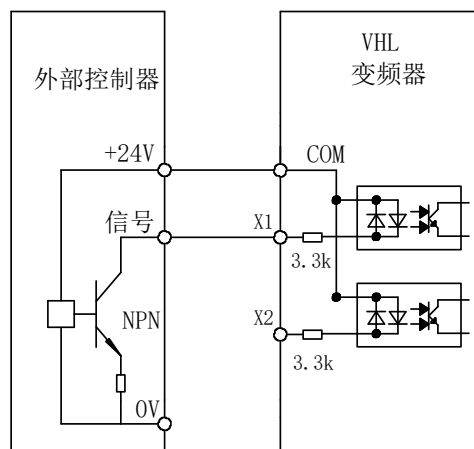 VHL
外部控制器
变频器
+24V
COM
信号
X1
3.3k
NPN
X2
3.3k
0V